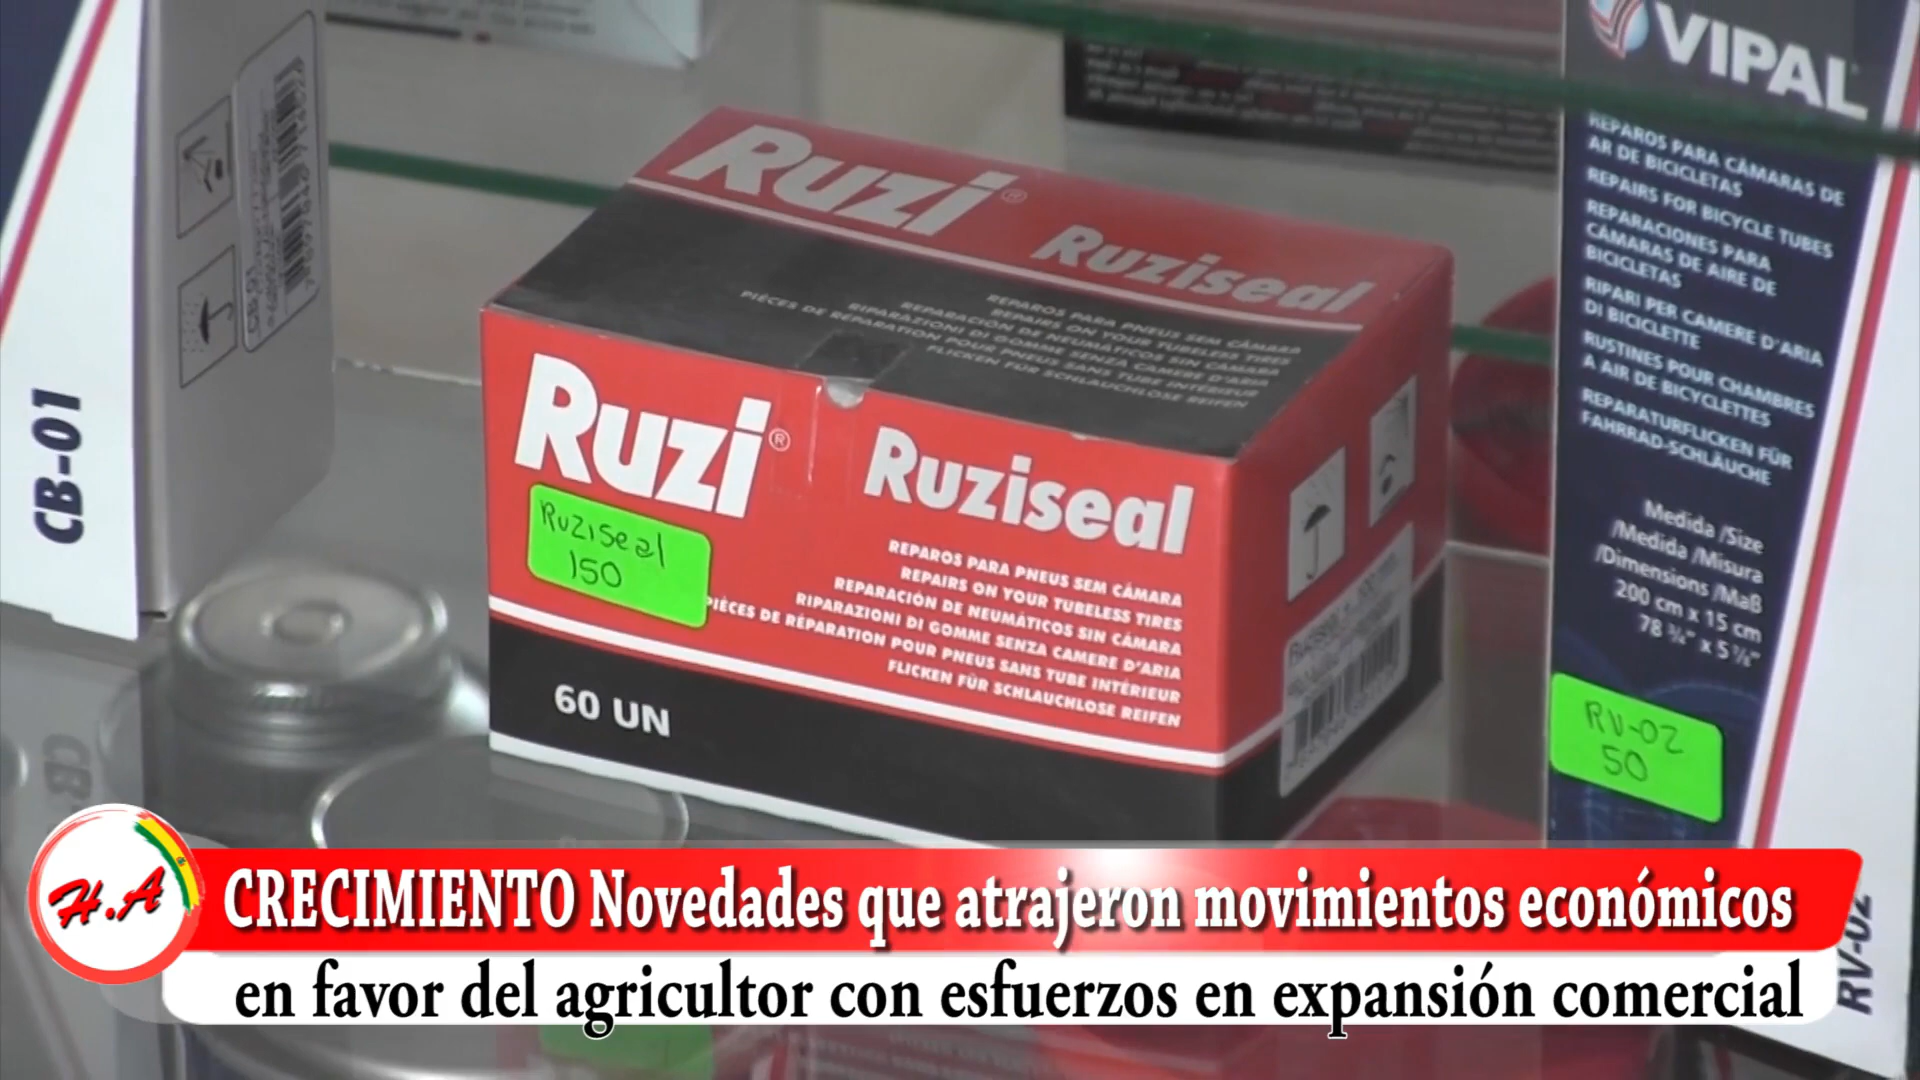 VIPAL
REPAROS PARA CÂMARAS DE
AR DE BICICLETAS
REPAIRS FOR BICYCLE TUBES
REPARACIONES PARA
CÁMARAS DE AIRE DE
BICICLETAS
RIPARI PER CAMERE D'ARIA
DI BICICLETTE
RUSTINES POUR CHAMBRES
A AIR DE BICYCLETTES
REPARATURFLICKEN FÜR
FAHRRAD-SCHLÄUCHE
Medida /Size
/Medida /Misura
/Dimensions /Maß
200 cm x 15 cm
78 ¾" x 5 ⅞"
RV-02
50
RV-02
CB-01
CB
Ruzi®
Ruziseal
REPAROS PARA PNEUS SEM CÂMARA
REPAIRS ON YOUR TUBELESS TIRES
REPARACIÓN DE NEUMÁTICOS SIN CÁMARA
RIPARAZIONI DI GOMME SENZA CAMERE D'ARIA
PIÈCES DE RÉPARATION POUR PNEUS SANS TUBE INTÉRIEUR
FLICKEN FÜR SCHLAUCHLOSE REIFEN
Ruzi®
Ruziseal
RuziSeal
150
REPAROS PARA PNEUS SEM CÂMARA
REPAIRS ON YOUR TUBELESS TIRES
REPARACIÓN DE NEUMÁTICOS SIN CÁMARA
RIPARAZIONI DI GOMME SENZA CAMERE D'ARIA
PIÈCES DE RÉPARATION POUR PNEUS SANS TUBE INTÉRIEUR
FLICKEN FÜR SCHLAUCHLOSE REIFEN
60 UN
H.A
CRECIMIENTO Novedades que atrajeron movimientos económicos
en favor del agricultor con esfuerzos en expansión comercial